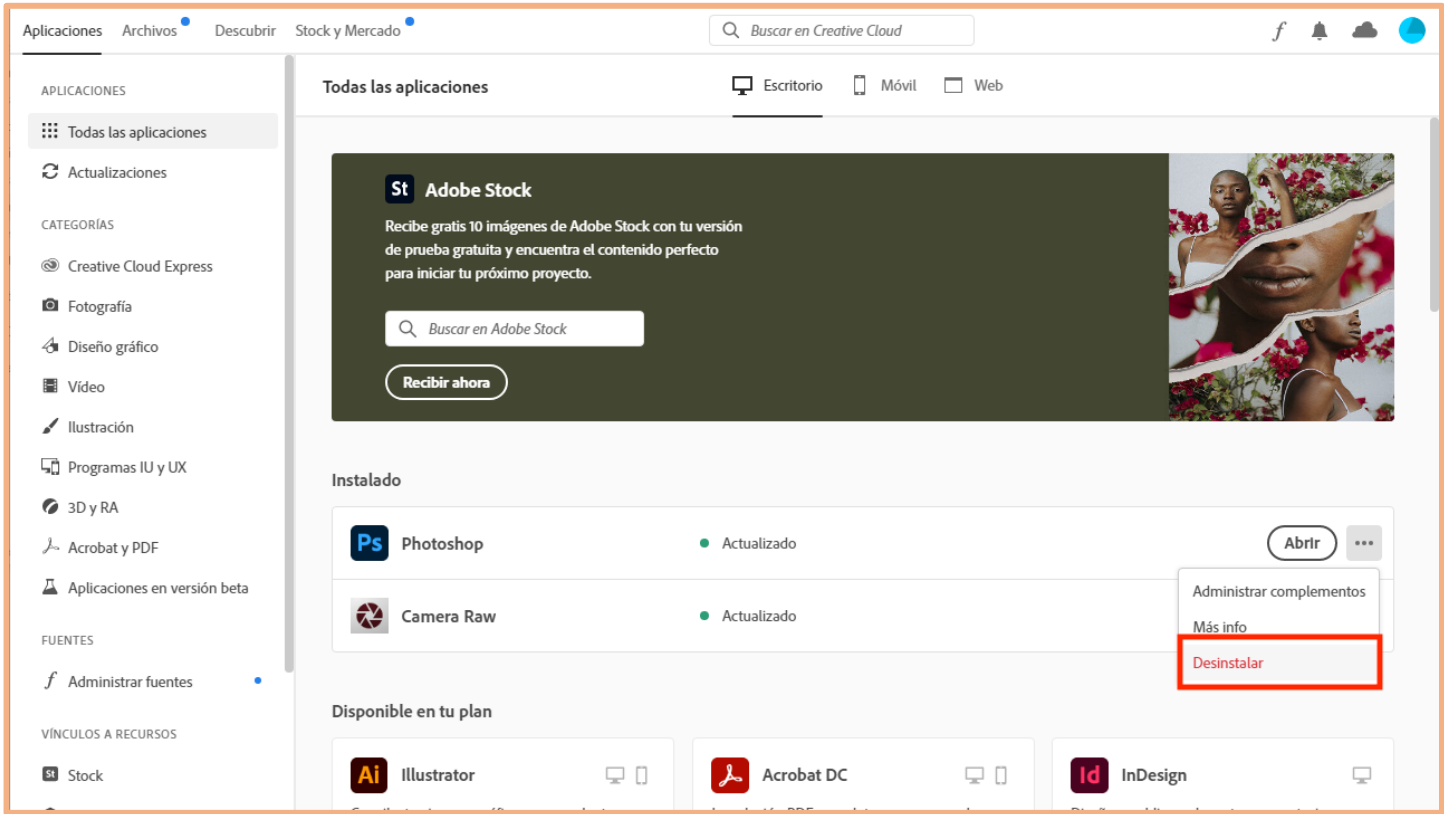 Aplicaciones Archivos Descubrir Stock y Mercado Buscar en Creative Cloud
APLICACIONES
Todas las aplicaciones
Actualizaciones
CATEGORÍAS
Creative Cloud Express
Fotografía
Diseño gráfico
Vídeo
Ilustración
Programas IU y UX
3D y RA
Acrobat y PDF
Aplicaciones en versión beta
FUENTES
Administrar fuentes
VÍNCULOS A RECURSOS
St Stock
Todas las aplicaciones Escritorio Móvil Web
St Adobe Stock
Recibe gratis 10 imágenes de Adobe Stock con tu versión
de prueba gratuita y encuentra el contenido perfecto
para iniciar tu próximo proyecto.
Buscar en Adobe Stock
Recibir ahora
Instalado
Ps Photoshop Actualizado Abrir
Administrar complementos
Más info
Desinstalar
Camera Raw Actualizado
Disponible en tu plan
Ai Illustrator
Acrobat DC
Id InDesign